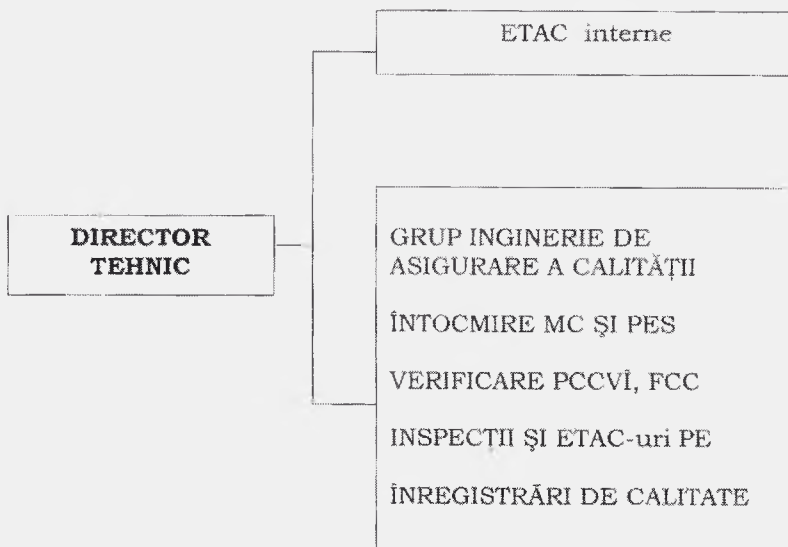 ETAC interne
DIRECTOR
TEHNIC
GRUP INGINERIE DE
ASIGURARE A CALITĂȚII
ÎNTOCMIRE MC ȘI PES
VERIFICARE PCCVÎ, FCC
INSPECTII ȘI ETAC-uri PE
ÎNREGISTRĂRI DE CALITATE